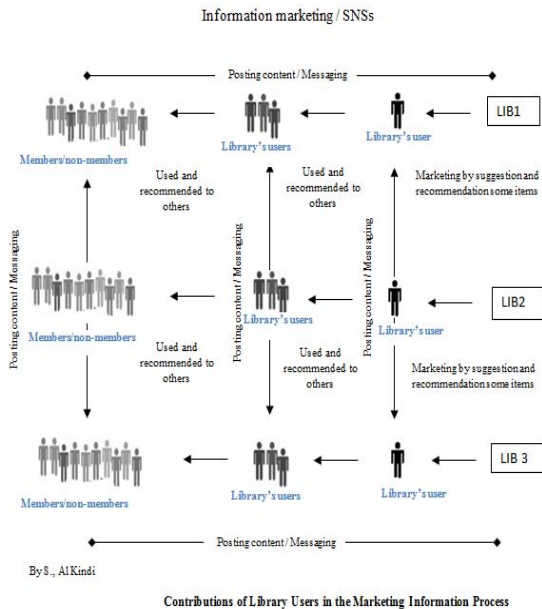 Information marketing / SNSs
Posting content / Messaging
LIB1
Members/non-members
Library's users
Library's user
Used and
recommended to
others
Used and
recommended to
others
Marketing by suggestion and
recommendation some items
Posting content / Messaging
Posting content / Messaging
Posting content / Messaging
LIB2
Members/non-members
Library's users
Library's user
Used and
recommended to
others
Used and
recommended to
others
Marketing by suggestion and
recommendation some items
LIB 3
Members/non-members
Library's users
Library's user
Posting content / Messaging
By S., Al Kindi
Contributions of Library Users in the Marketing Information Process